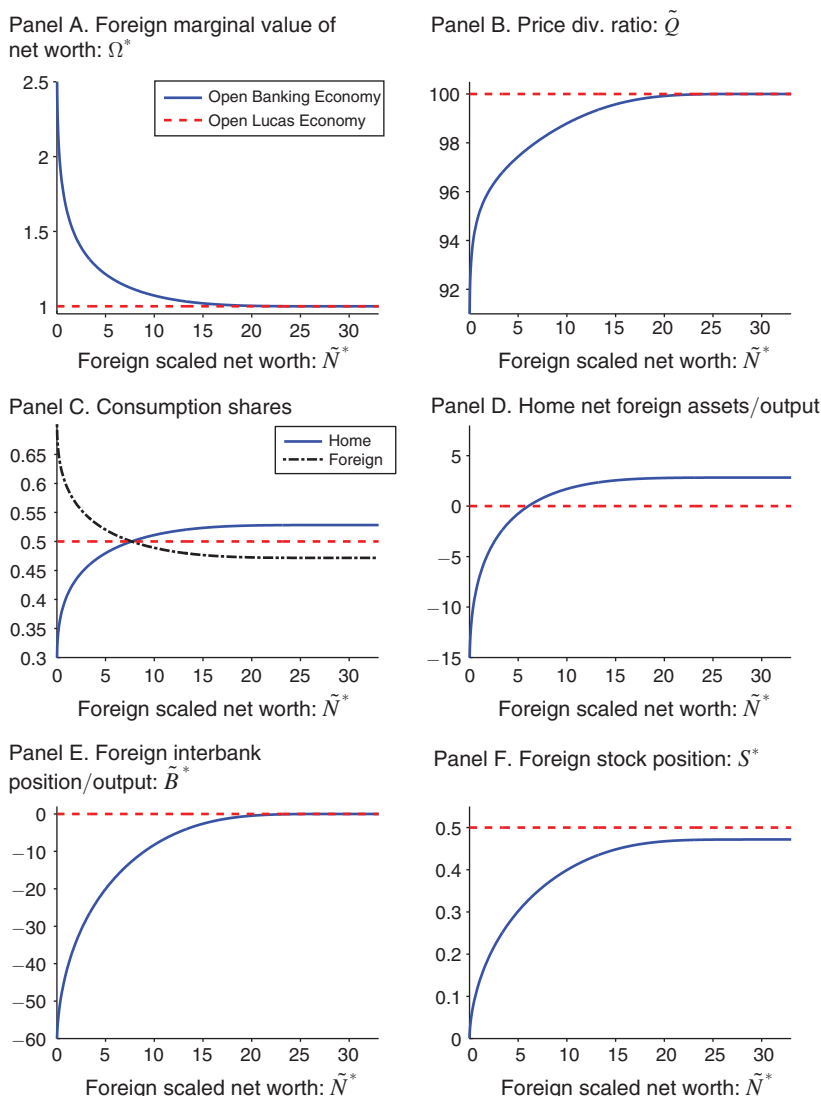 Panel A. Foreign marginal value of
net worth: Ω*
2.5
2
1.5
1
0 5 10 15 20 25 30
Foreign scaled net worth: Ñ*
Open Banking Economy
Open Lucas Economy
Panel B. Price div. ratio: Q̃
100
98
96
94
92
0 5 10 15 20 25 30
Foreign scaled net worth: Ñ*
Panel C. Consumption shares
0.65
0.6
0.55
0.5
0.45
0.4
0.35
0.3
0 5 10 15 20 25 30
Foreign scaled net worth: Ñ*
Home
Foreign
Panel D. Home net foreign assets/output
5
0
−5
−10
−15
0 5 10 15 20 25 30
Foreign scaled net worth: Ñ*
Panel E. Foreign interbank
position/output: B̃*
0
−10
−20
−30
−40
−50
−60
0 5 10 15 20 25 30
Foreign scaled net worth: Ñ*
Panel F. Foreign stock position: S*
0.5
0.4
0.3
0.2
0.1
0
0 5 10 15 20 25 30
Foreign scaled net worth: Ñ*